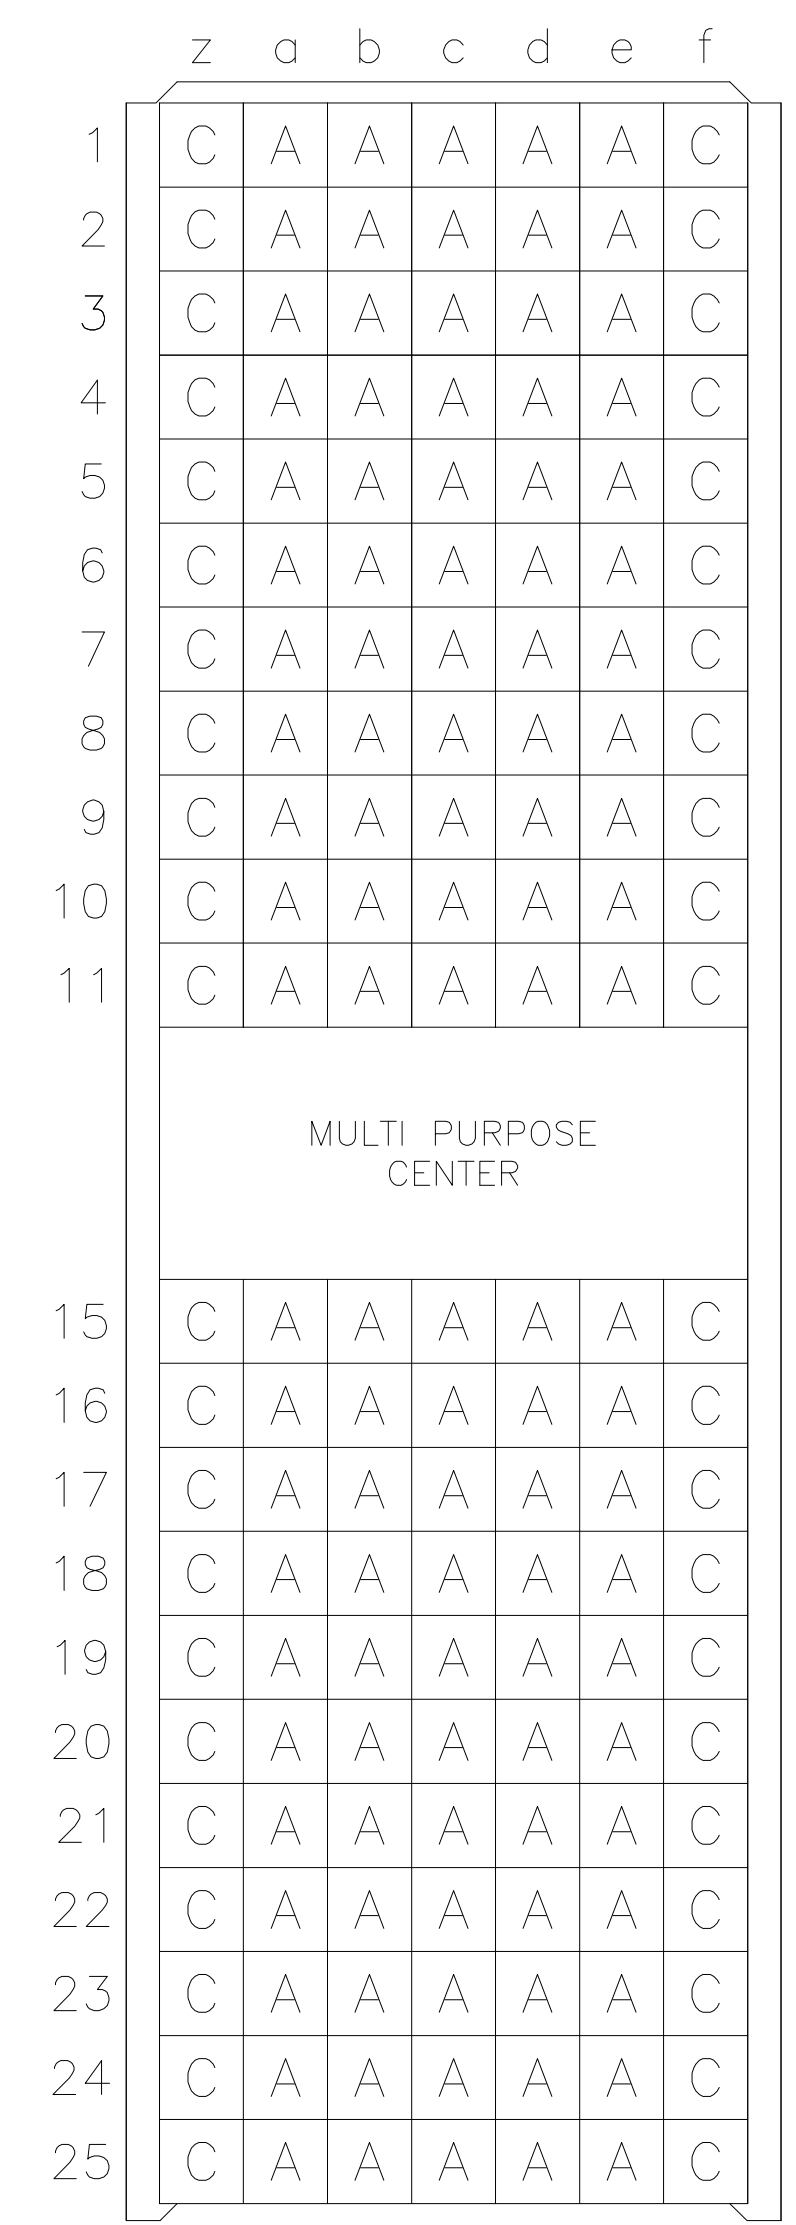 z a b c d e f
1 C A A A A A C
2 C A A A A A C
3 C A A A A A C
4 C A A A A A C
5 C A A A A A C
6 C A A A A A C
7 C A A A A A C
8 C A A A A A C
9 C A A A A A C
10 C A A A A A C
11 C A A A A A C
MULTI PURPOSE
CENTER
15 C A A A A A C
16 C A A A A A C
17 C A A A A A C
18 C A A A A A C
19 C A A A A A C
20 C A A A A A C
21 C A A A A A C
22 C A A A A A C
23 C A A A A A C
24 C A A A A A C
25 C A A A A A C